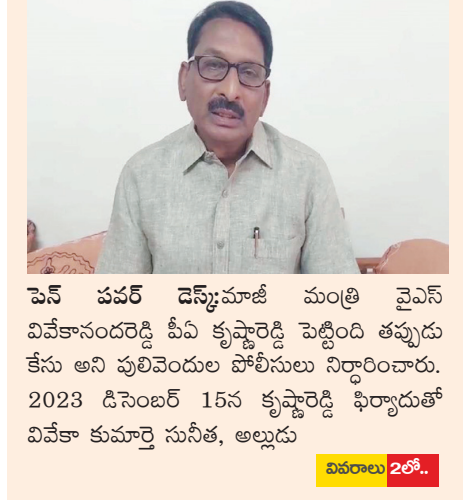 పెన్ పవర్ డెస్క్:మాజీ మంత్రి వైఎస్
వివేకానందరెడ్డి పీఏ కృష్ణారెడ్డి పెట్టింది తప్పుడు
కేసు అని పులివెందుల పోలీసులు నిర్ధారించారు.
2023 డిసెంబర్ 15న కృష్ణారెడ్డి ఫిర్యాదుతో
వివేకా కుమార్తె సునీత, అల్లుడు
వివరాలు 2లో..